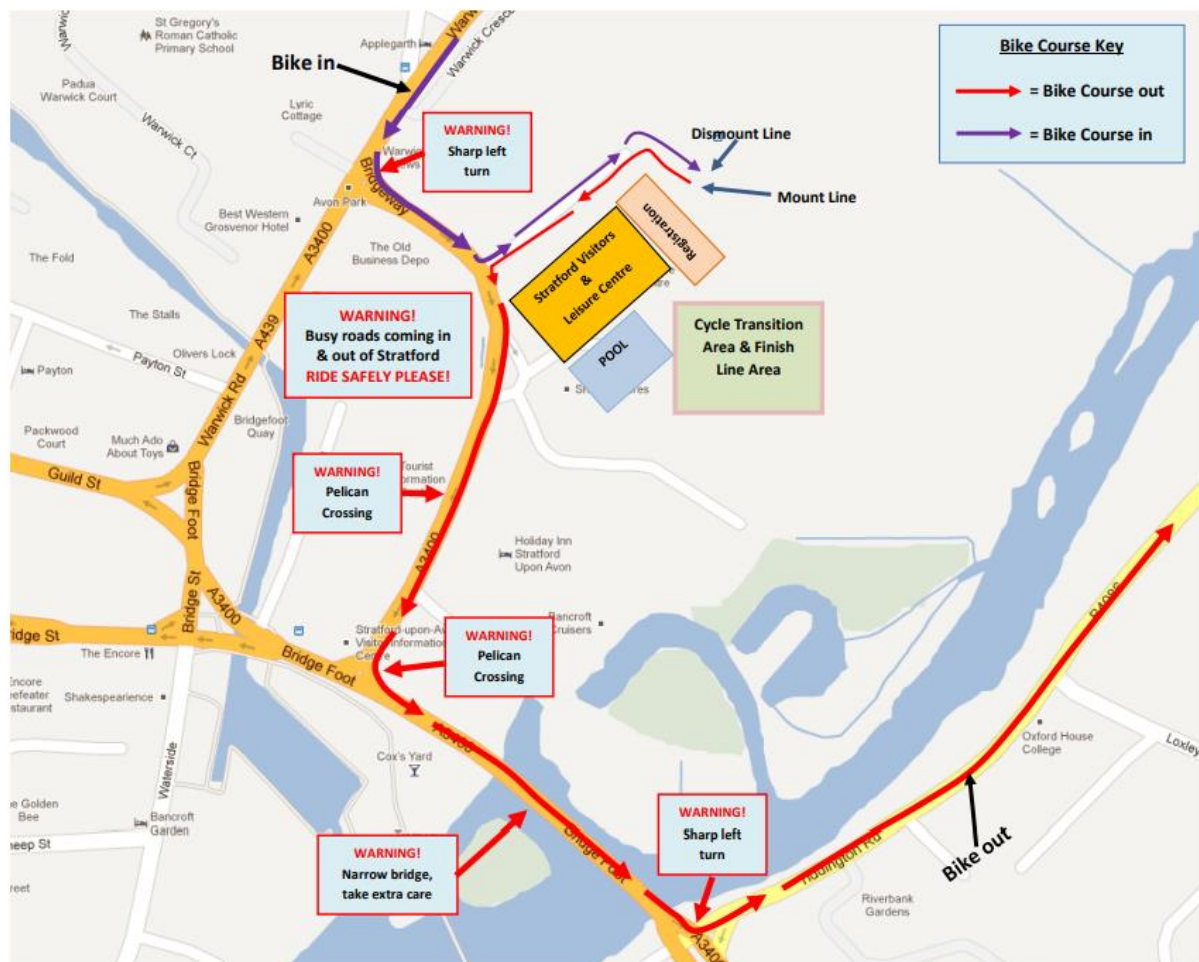 St Gregory's
Roman Catholic
Primary School
Applegarth
Warwick Crescent
Bike in
Padua
Warwick Court
Lyric
Cottage
Warwick Ct
WARNING!
Sharp left
turn
Bridgeway
Avon Park
Best Western
Grosvenor Hotel
A3400
The Old
Business Depo
The Fold
The Stalls
Olivers Lock
A439
Payton St
Payton
WARNING!
Busy roads coming in
& out of Stratford
RIDE SAFELY PLEASE!
Bike Course Key
= Bike Course out
= Bike Course in
Dismount Line
Mount Line
Registration
Stratford Visitors
&
Leisure Centre
POOL
Cycle Transition
Area & Finish
Line Area
Packwood
Court
Much Ado
About Toys
Warwick Rd
Bridgefoot
Quay
Guild St
Bridge Foot
WARNING!
Pelican
Crossing
Tourist
A3400
Holiday Inn
Stratford
Upon Avon
Bancroft
Cruisers
A3400
Bridge St
The Encore
Shakespearience
Bridge Foot
Visitor Information
Centre
WARNING!
Pelican
Crossing
Cox's Yard
Waterside
Bancroft
Garden
WARNING!
Narrow bridge,
take extra care
Bridge Foot
WARNING!
Sharp left
turn
A3400
Tiddington Rd
Bike out
Riverbank
Gardens
Oxford House
College
Loxley